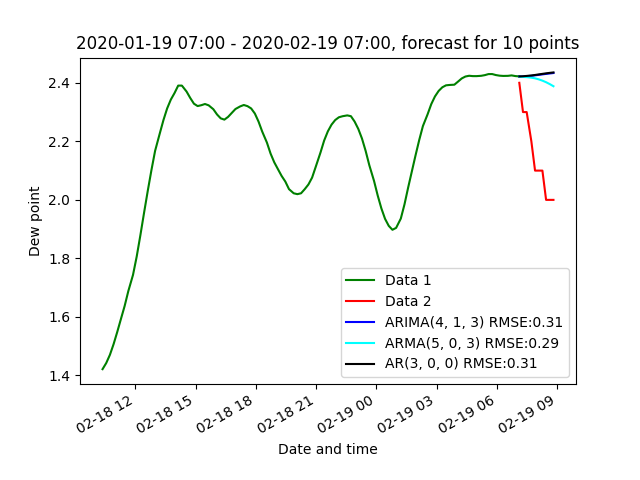 2020-01-19 07:00 - 2020-02-19 07:00, forecast for 10 points
Dew point
2.4
2.2
2.0
1.8
1.6
1.4
Data 1
Data 2
ARIMA(4, 1, 3) RMSE:0.31
ARMA(5, 0, 3) RMSE:0.29
AR(3, 0, 0) RMSE:0.31
02-18 12
02-18 15
02-18 18
02-18 21
02-19 00
02-19 03
02-19 06
02-19 09
Date and time